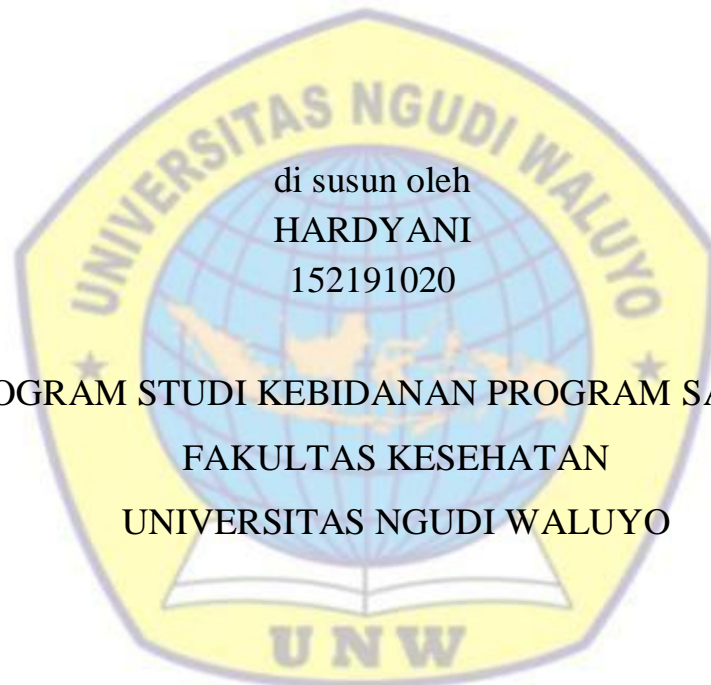 UNIVERSITAS NGUDI WALUYO
di susun oleh
HARDYANI
152191020
OGRAM STUDI KEBIDANAN PROGRAM SA
FAKULTAS KESEHATAN
UNIVERSITAS NGUDI WALUYO
UNW